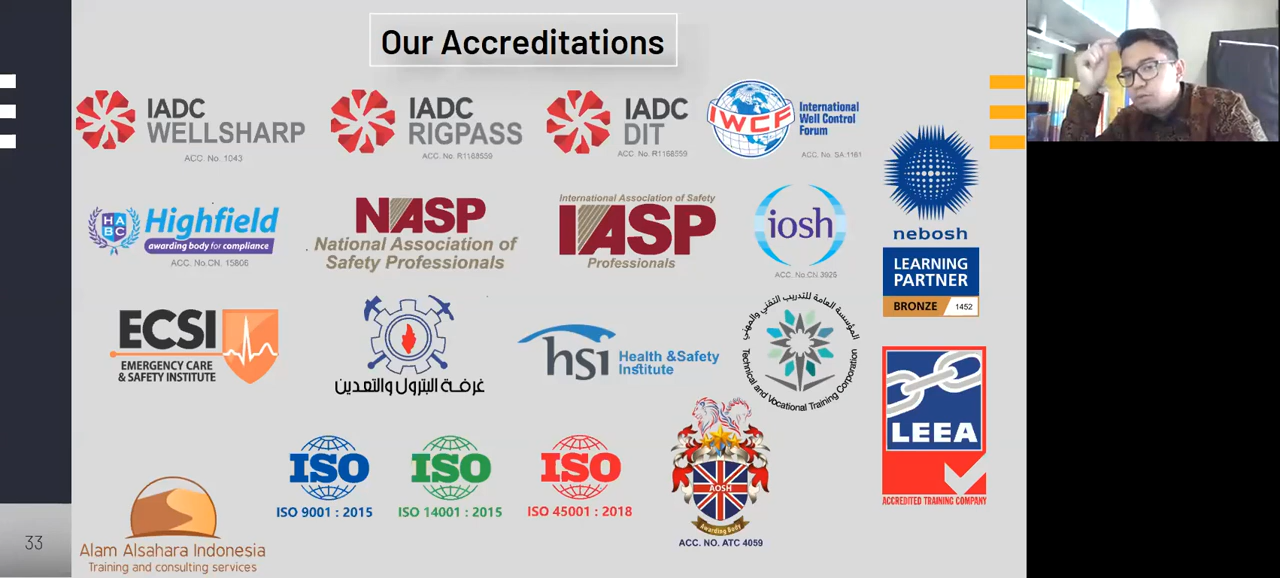 Our Accreditations
IADC
WELLSHARP
ACC. No. 1043
IADC
RIGPASS
ACC. No. R1168559
IADC
DIT
ACC. No. R1168559
IWCF
International
Well Control
Forum
ACC. No. SA 1161
nebosh
LEARNING
PARTNER
BRONZE 1452
HABC
Highfield
awarding body for compliance
ACC. No.CN. 15806
NASP
National Association of
Safety Professionals
International Association of Safety
IASP
Professionals
iosh
ACC. No.CN 3926
ECSI
EMERGENCY CARE
& SAFETY INSTITUTE
غرفة البترول والتعدين
hsi
Health & Safety
Institute
المؤسسة العامة للتدريب التقني والمهني
Technical and Vocational Training Corporation
LEEA
ACCREDITED TRAINING COMPANY
ISO
ISO 9001 : 2015
ISO
ISO 14001 : 2015
ISO
ISO 45001 : 2018
AOSH
Awarding Body
ACC. NO. ATC 4059
Alam Alsahara Indonesia
Training and consulting services
33